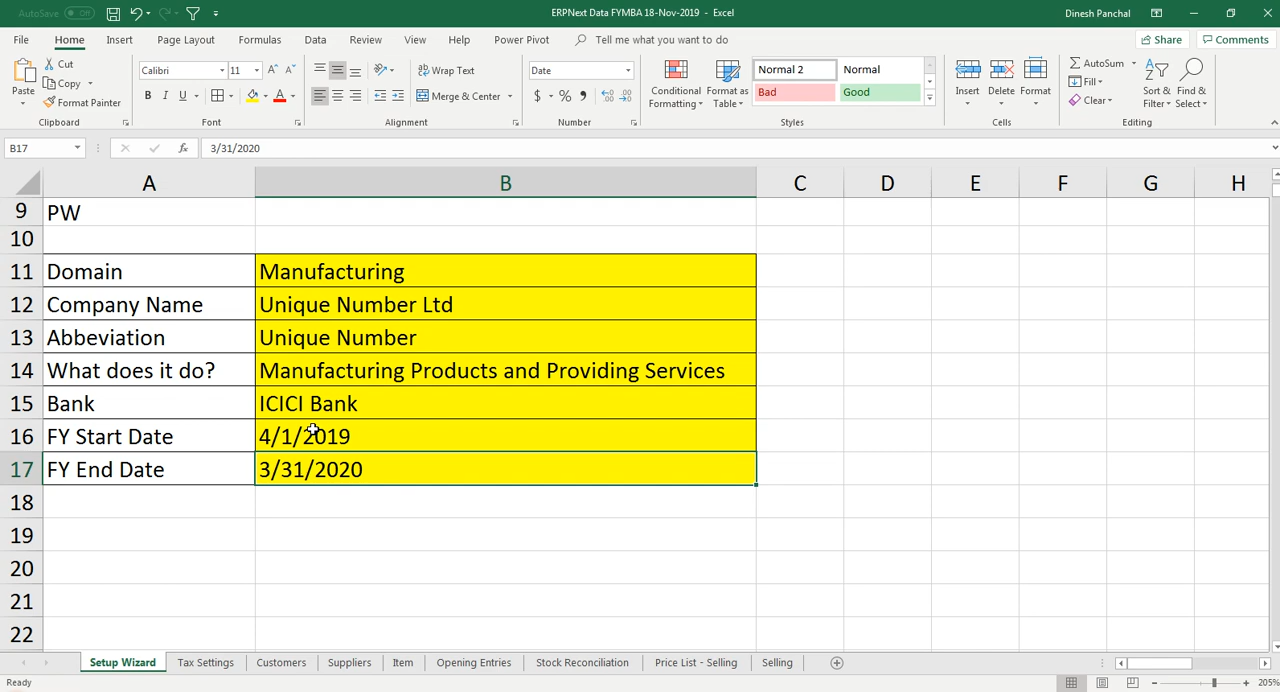 AutoSave Off
ERPNext Data FYMBA 18-Nov-2019 - Excel
Dinesh Panchal
File Home Insert Page Layout Formulas Data Review View Help Power Pivot Tell me what you want to do Share Comments
Paste
Cut
Copy
Format Painter
Clipboard
Calibri 11
B I U
Font
Wrap Text
Merge & Center
Alignment
Date
$ % ,
Number
Conditional Formatting
Format as Table
Normal 2 Normal
Bad Good
Styles
Insert Delete Format
Cells
AutoSum
Fill
Clear
Sort & Filter
Find & Select
Editing
B17 fx 3/31/2020
A B C D E F G H
9 PW
10
11 Domain Manufacturing
12 Company Name Unique Number Ltd
13 Abbeviation Unique Number
14 What does it do? Manufacturing Products and Providing Services
15 Bank ICICI Bank
16 FY Start Date 4/1/2019
17 FY End Date 3/31/2020
18
19
20
21
22
Setup Wizard Tax Settings Customers Suppliers Item Opening Entries Stock Reconciliation Price List - Selling Selling
Ready 205%